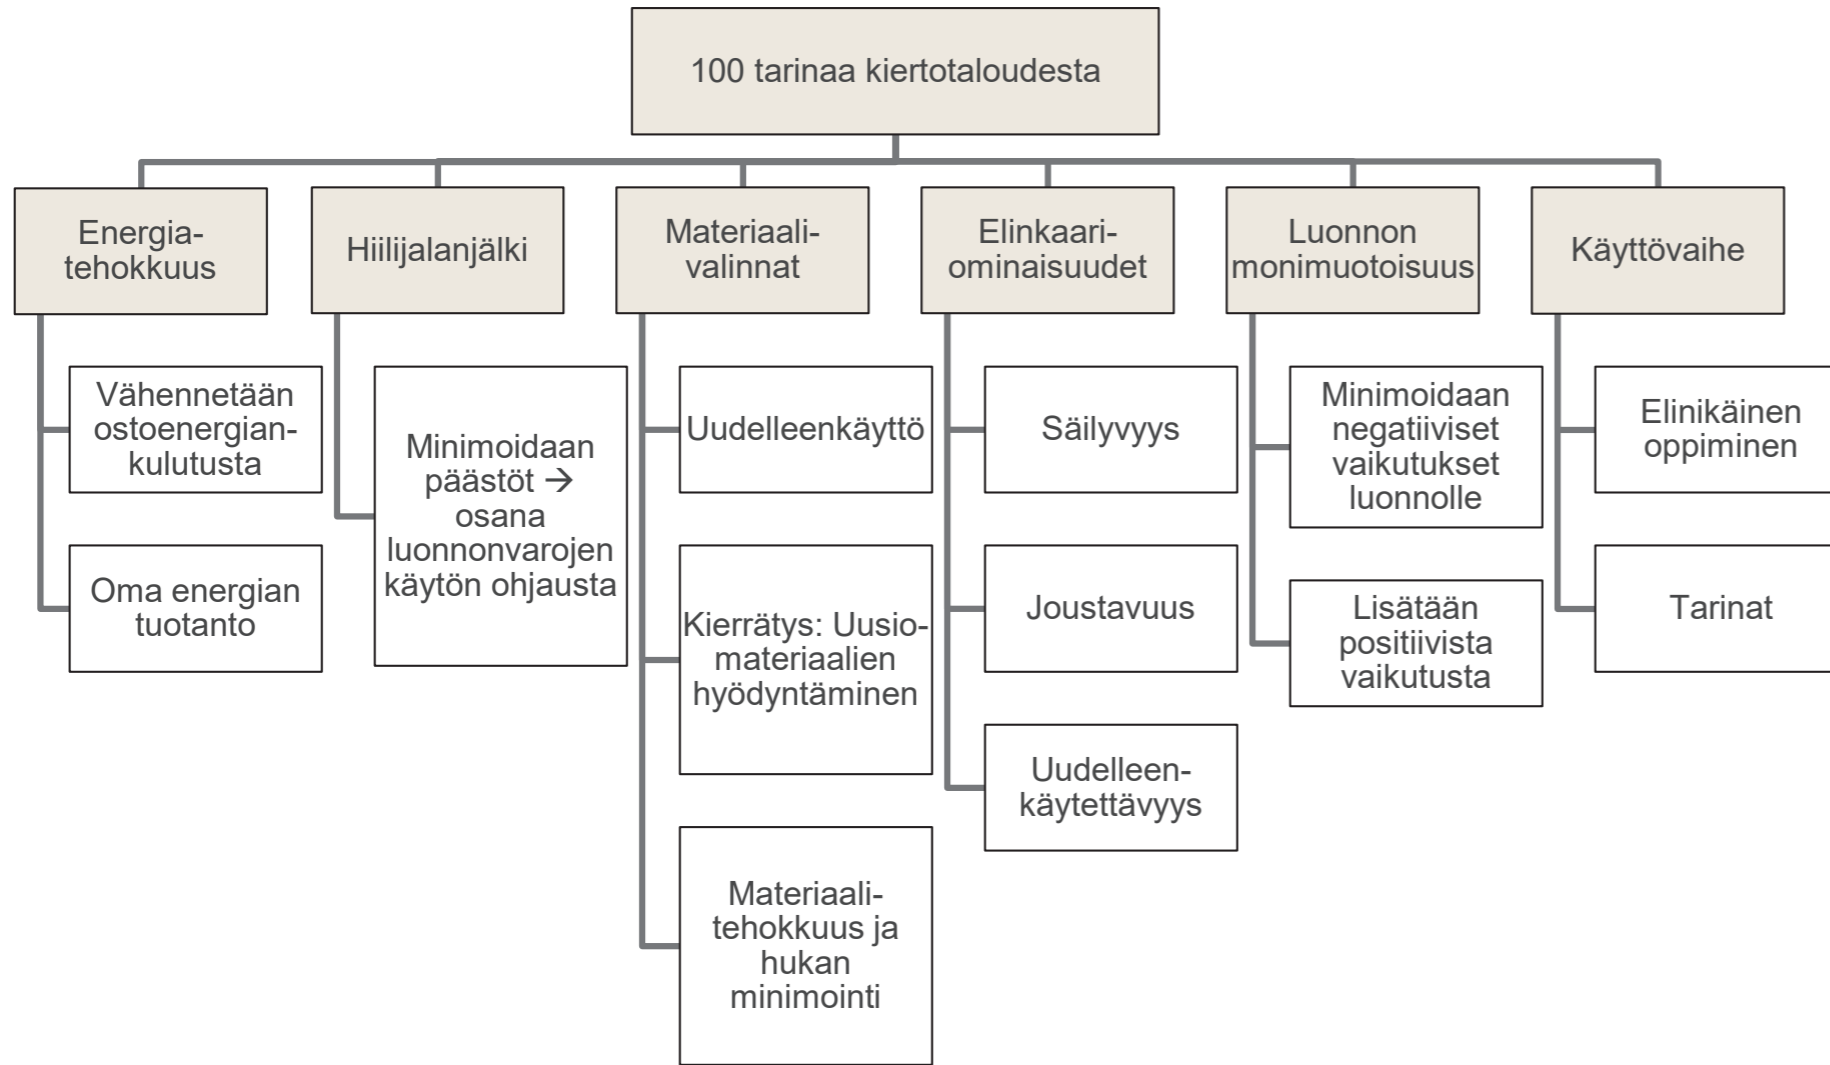 100 tarinaa kiertotaloudesta
Energia-
tehokkuus
Vähennetään
ostoenergian-
kulutusta
Oma energian
tuotanto
Hiilijalanjälki
Minimoidaan
päästöt →
osana
luonnonvarojen
käytön ohjausta
Materiaali-
valinnat
Uudelleenkäyttö
Kierrätys: Uusio-
materiaalien
hyödyntäminen
Materiaali-
tehokkuus ja
hukan
minimointi
Elinkaari-
ominaisuudet
Säilyvyys
Joustavuus
Uudelleen-
käytettävyys
Luonnon
monimuotoisuus
Minimoidaan
negatiiviset
vaikutukset
luonnolle
Lisätään
positiivista
vaikutusta
Käyttövaihe
Elinikäinen
oppiminen
Tarinat